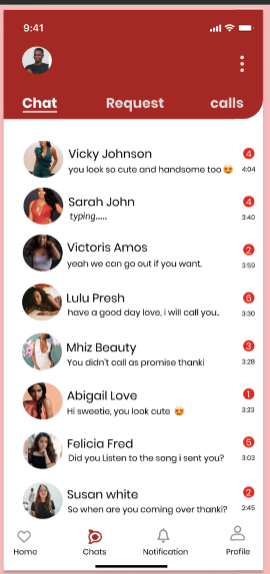 9:41
Chat Request calls
Vicky Johnson 4
you look so cute and handsome too😍 4:04
Sarah John 4
typing..... 3:40
Victoris Amos 2
yeah we can go out if you want. 3:59
Lulu Presh 6
have a good day love, i will call you.. 3:30
Mhiz Beauty 3
You didn't call as promise thanki 3:28
Abigail Love 1
Hi sweetie, you look cute 😍 3:23
Felicia Fred 5
Did you Listen to the song i sent you? 3:03
Susan white 2
So when are you coming over thanki? 2:45
Home Chats Notification Profile